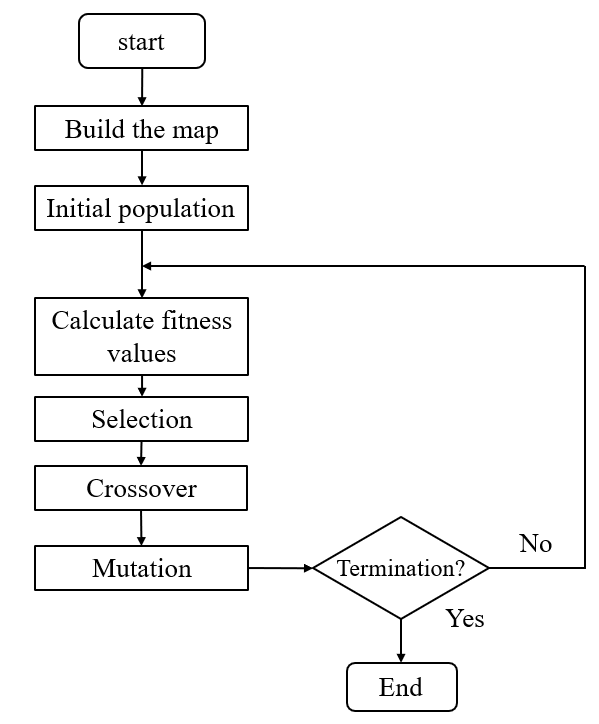 start
Build the map
Initial population
Calculate fitness
values
Selection
Crossover
Mutation
Termination?
No
Yes
End